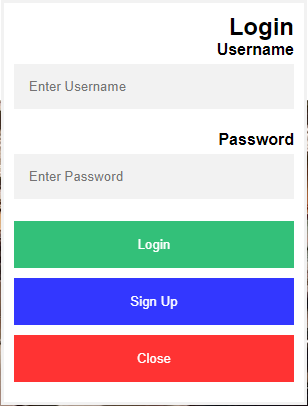 Login
Username
Enter Username
Password
Enter Password
Login
Sign Up
Close